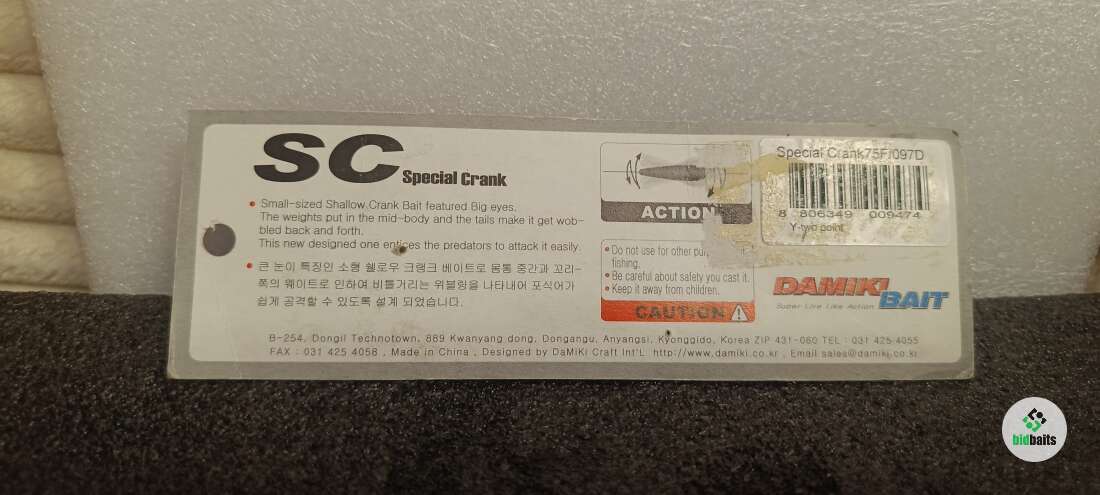 SC Special Crank
• Small-sized Shallow Crank Bait featured Big eyes.
The weights put in the mid-body and the tails make it get wob-
bled back and forth.
This new designed one entices the predators to attack it easily.
• 큰 눈이 특징인 소형 쉘로우 크랭크 베이트로 몸통 중간과 꼬리-
쪽의 웨이트로 인하여 비틀거리는 위블링을 나타내어 포식어가
쉽게 공격할 수 있도록 설계 되었습니다.
ACTION
• Do not use for other
fishing.
• Be careful about safety you cast it.
• Keep it away from children.
CAUTION
Special Crank75F/097D
8 806349 009474
Y-two point
DAMIKI
BAIT
Super Live Like Action
B-254, Dongil Technotown, 889 Kwanyang dong, Dongangu, Anyangsi, Kyonggido, Korea ZIP 431-060 TEL : 031 425 4055
FAX : 031 425 4056 , Made in China , Designed by DaMiKi Craft Int'L http://www.damiki.co.kr , Email sales@damiki.co.kr
bidbaits